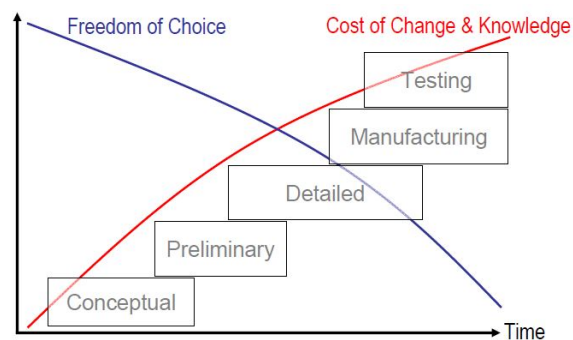 Freedom of Choice
Cost of Change & Knowledge
Testing
Manufacturing
Detailed
Preliminary
Conceptual
Time